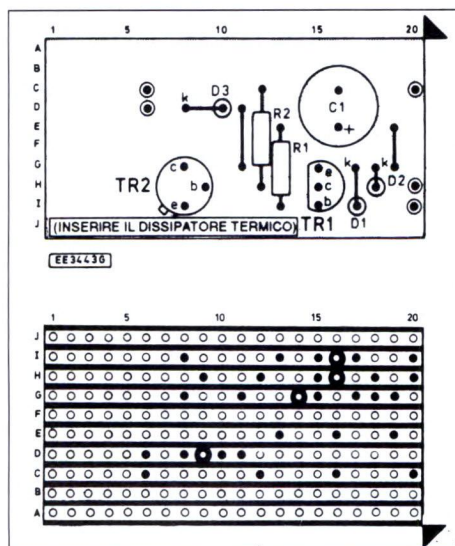 1 5 10 15 20
A
B
C
D
E
F
G
H
I
J
D3
k
R2
R1
C1
+
c
b
e
TR2
e
c
b
TR1
k
D1
k
D2
(INSERIRE IL DISSIPATORE TERMICO)
EE3443G
1 5 10 15 20
J
I
H
G
F
E
D
C
B
A